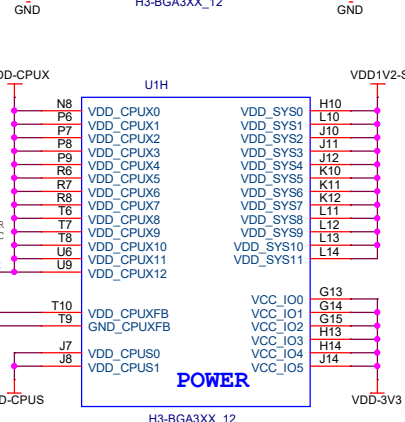 H3-BGA3XX_12
GND GND
DD-CPUX U1H VDD1V2-S
N8 VDD_CPUX0 VDD_SYS0 H10
P6 VDD_CPUX1 VDD_SYS1 L10
P7 VDD_CPUX2 VDD_SYS2 J10
P8 VDD_CPUX3 VDD_SYS3 J11
P9 VDD_CPUX4 VDD_SYS4 J12
R6 VDD_CPUX5 VDD_SYS5 K10
R7 VDD_CPUX6 VDD_SYS6 K11
R8 VDD_CPUX7 VDD_SYS7 K12
T6 VDD_CPUX8 VDD_SYS8 L11
T7 VDD_CPUX9 VDD_SYS9 L12
T8 VDD_CPUX10 VDD_SYS10 L13
U6 VDD_CPUX11 VDD_SYS11 L14
U9 VDD_CPUX12
VCC_IO0 G13
T10 VDD_CPUXFB VCC_IO1 G14
T9 GND_CPUXFB VCC_IO2 G15
VCC_IO3 H13
J7 VDD_CPUS0 VCC_IO4 H14
J8 VDD_CPUS1 VCC_IO5 J14
POWER
D-CPUS VDD-3V3
H3-BGA3XX_12